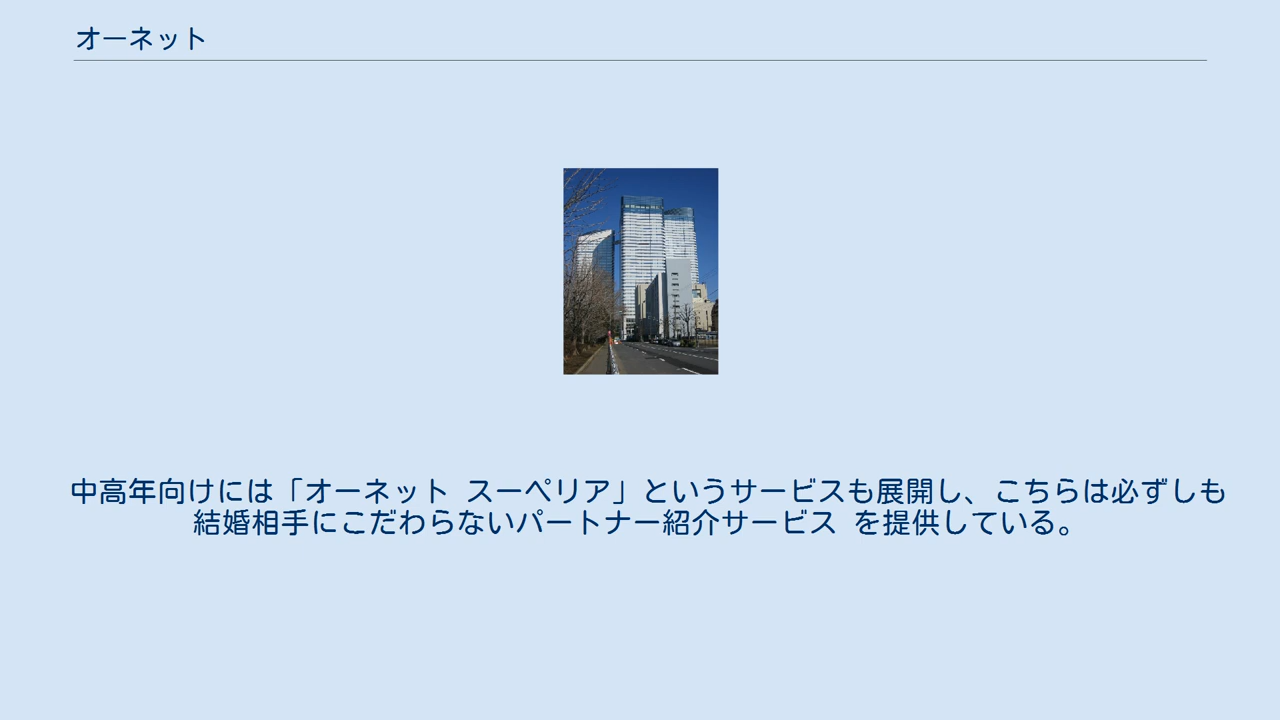 オーネット
中高年向けには「オーネット スーペリア」というサービスも展開し、こちらは必ずしも
結婚相手にこだわらないパートナー紹介サービス を提供している。